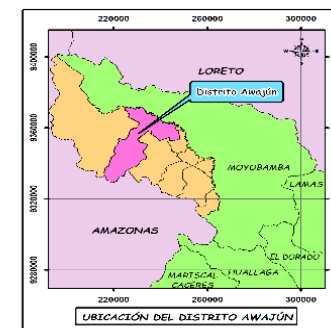 220000 260000 300000
9400000
LORETO
Distrito Awajún
9360000
MOYOBAMBA
LAMAS
9320000
AMAZONAS
EL DORADO
9280000
MARISCAL
CACERES
HUALLAGA
220000 260000 300000
UBICACIÓN DEL DISTRITO AWAJÚN